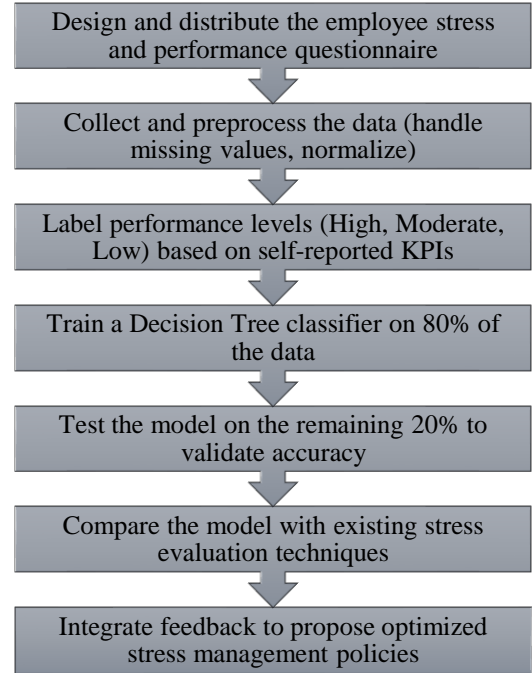 Design and distribute the employee stress
and performance questionnaire
Collect and preprocess the data (handle
missing values, normalize)
Label performance levels (High, Moderate,
Low) based on self-reported KPIs
Train a Decision Tree classifier on 80% of
the data
Test the model on the remaining 20% to
validate accuracy
Compare the model with existing stress
evaluation techniques
Integrate feedback to propose optimized
stress management policies